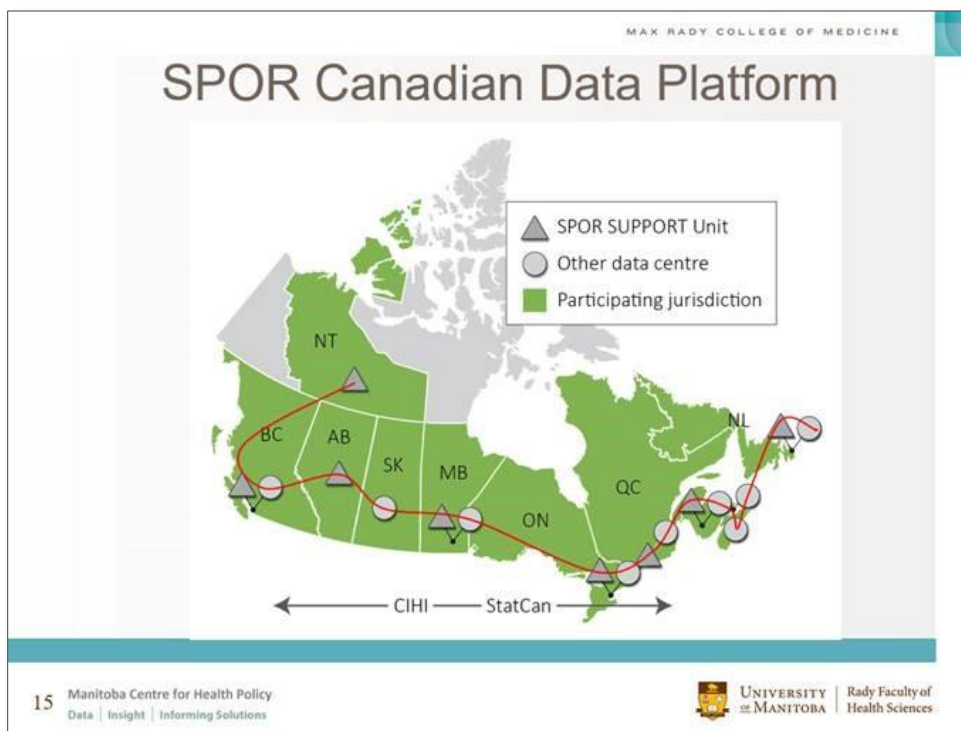 MAX RADY COLLEGE OF MEDICINE
SPOR Canadian Data Platform
SPOR SUPPORT Unit
Other data centre
Participating jurisdiction
NT
BC
AB
SK
MB
ON
QC
NL
CIHI
StatCan
15
Manitoba Centre for Health Policy
Data | Insight | Informing Solutions
UNIVERSITY
OF MANITOBA
Rady Faculty of
Health Sciences